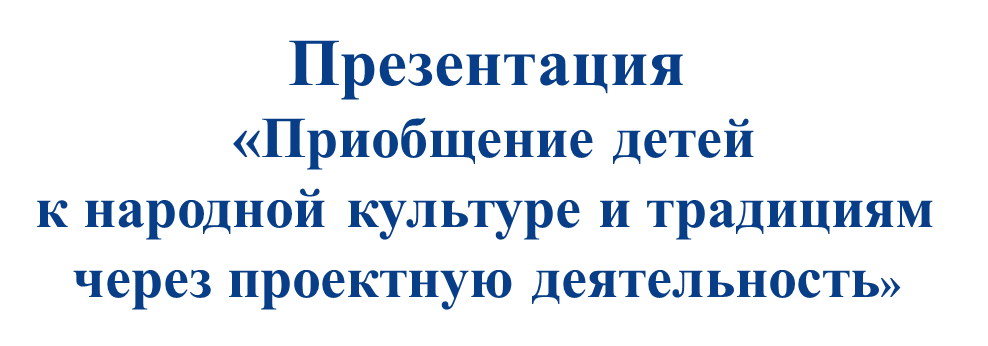 Презентация
«Приобщение детей
к народной культуре и традициям
через проектную деятельность»